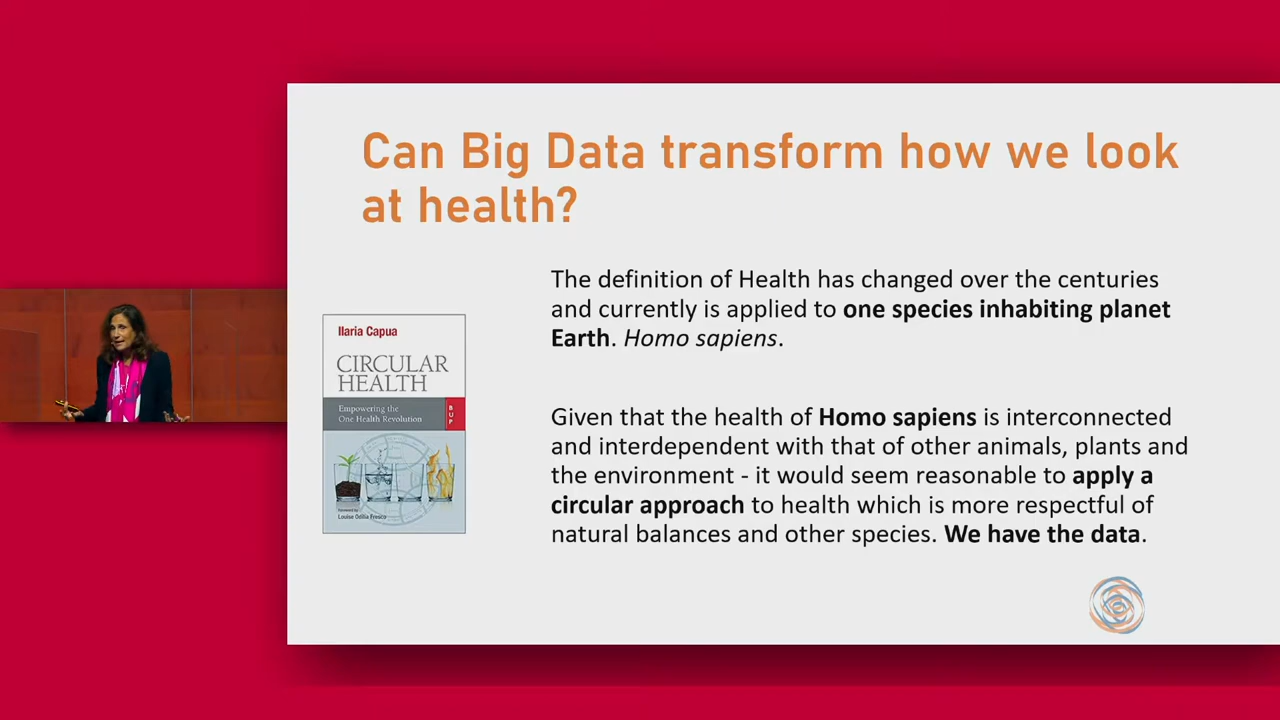 Can Big Data transform how we look
at health?
The definition of Health has changed over the centuries
and currently is applied to one species inhabiting planet
Earth. Homo sapiens.
Given that the health of Homo sapiens is interconnected
and interdependent with that of other animals, plants and
the environment - it would seem reasonable to apply a
circular approach to health which is more respectful of
natural balances and other species. We have the data.
Ilaria Capua
CIRCULAR
HEALTH
Empowering the
One Health Revolution
B
U
P
Foreword by
Louise O. Fresco